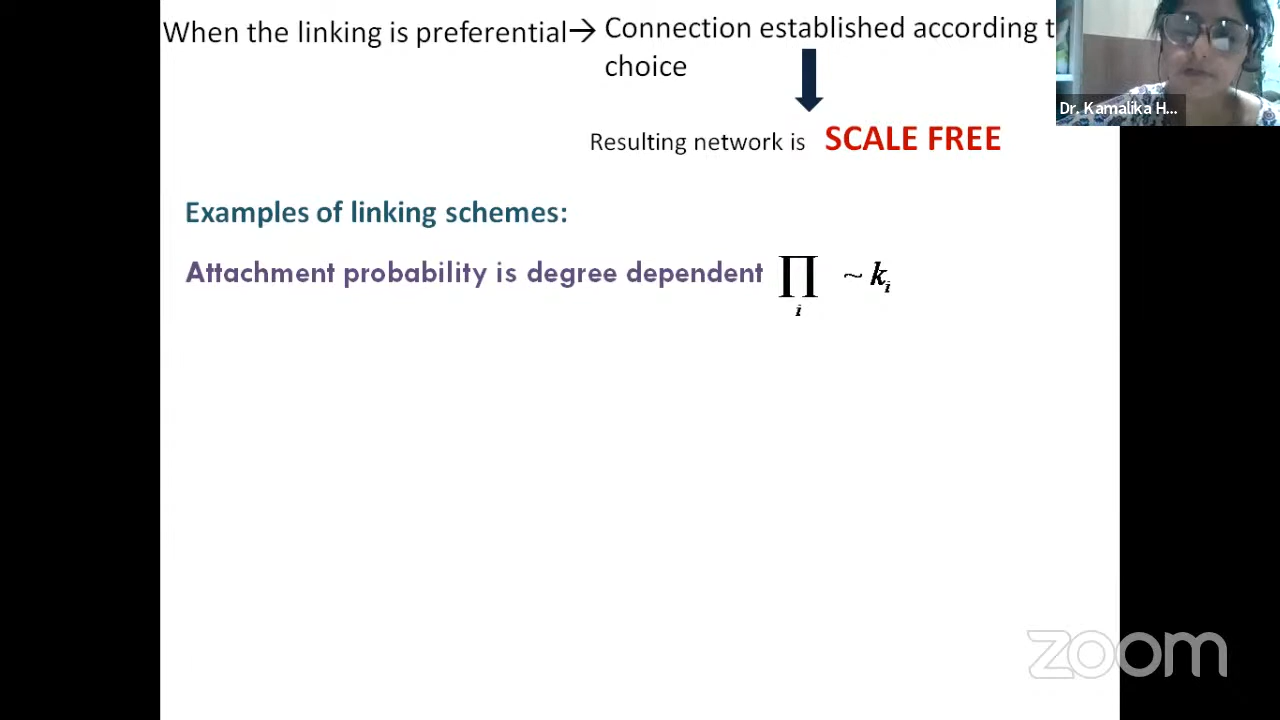 When the linking is preferential→ Connection established according t
choice
Dr. Kamalika H...
Resulting network is SCALE FREE
Examples of linking schemes:
Attachment probability is degree dependent ∏ ~ kᵢ
i
zoom